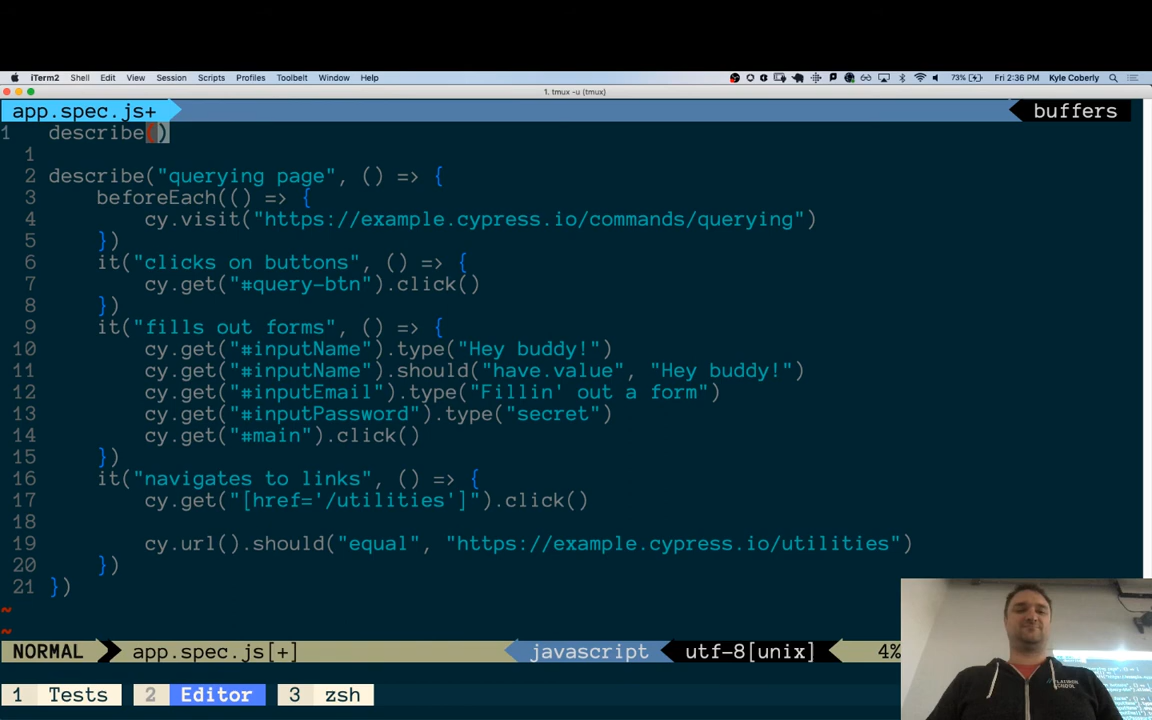 iTerm2 Shell Edit View Session Scripts Profiles Toolbelt Window Help 73% Fri 2:36 PM Kyle Coberly
1. tmux -u (tmux)
app.spec.js+ buffers
1 describe()
1
2 describe("querying page", () => {
3 beforeEach(() => {
4 cy.visit("https://example.cypress.io/commands/querying")
5 })
6 it("clicks on buttons", () => {
7 cy.get("#query-btn").click()
8 })
9 it("fills out forms", () => {
10 cy.get("#inputName").type("Hey buddy!")
11 cy.get("#inputName").should("have.value", "Hey buddy!")
12 cy.get("#inputEmail").type("Fillin' out a form")
13 cy.get("#inputPassword").type("secret")
14 cy.get("#main").click()
15 })
16 it("navigates to links", () => {
17 cy.get("[href='/utilities']").click()
18
19 cy.url().should("equal", "https://example.cypress.io/utilities")
20 })
21 })
~
~
NORMAL app.spec.js[+] javascript utf-8[unix] 4%
1 Tests 2 Editor 3 zsh
FLATIRON
SCHOOL